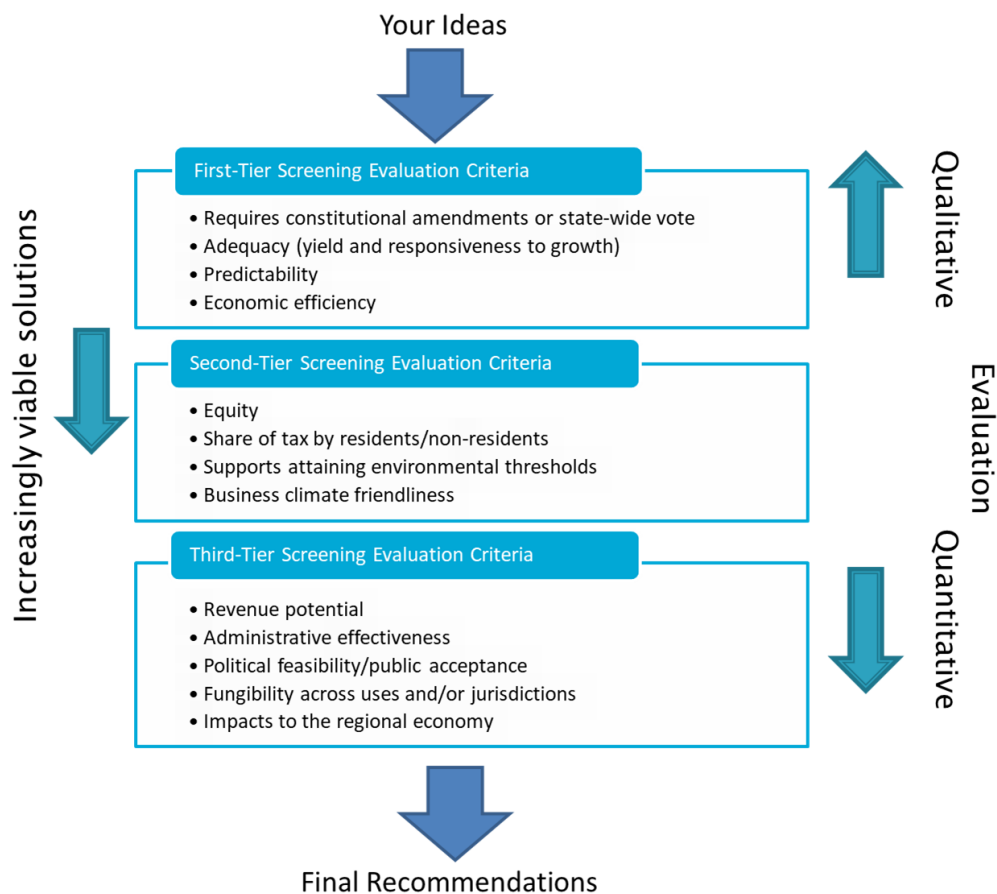 Your Ideas
First-Tier Screening Evaluation Criteria
• Requires constitutional amendments or state-wide vote
• Adequacy (yield and responsiveness to growth)
• Predictability
• Economic efficiency
Second-Tier Screening Evaluation Criteria
• Equity
• Share of tax by residents/non-residents
• Supports attaining environmental thresholds
• Business climate friendliness
Third-Tier Screening Evaluation Criteria
• Revenue potential
• Administrative effectiveness
• Political feasibility/public acceptance
• Fungibility across uses and/or jurisdictions
• Impacts to the regional economy
Final Recommendations
Increasingly viable solutions
Qualitative
Evaluation
Quantitative